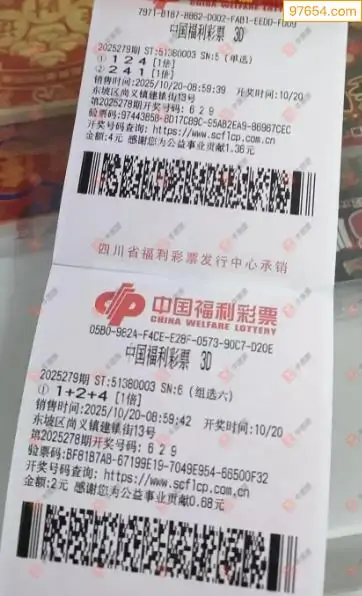 97654.com
7971-B187-8B62-D002-FAB1-EEDD-FD09
中国福利彩票 3D
2025279期 ST:51380003 SN:5 (单选)
① 1 2 4 [1倍]
② 2 4 1 [1倍]
销售时间:2025/10/20-08:59:39 开奖时间:10/20
东坡区尚义镇建镇街13号
第2025278期开奖号码: 6 2 9
验票码:97443B5B-8D17C89C-95AB2EA9-86967CEC
开奖号码查询: https://www.scflcp.com.cn
金额:4元 感谢您为公益事业贡献1.36元
四川省福利彩票发行中心承销
中国福利彩票
CHINA WELFARE LOTTERY
05B0-982A-F4CE-E28F-0573-90C7-D20E
中国福利彩票 3D
2025279期 ST:51380003 SN:6 (组选六)
① 1+2+4 [1倍]
销售时间:2025/10/20-08:59:42 开奖时间:10/20
东坡区尚义镇建镇街13号
第2025278期开奖号码: 6 2 9
验票码:BF81B7A8-67199E19-7049E954-66500F32
开奖号码查询: https://www.scflcp.com.cn
金额:2元 感谢您为公益事业贡献0.68元